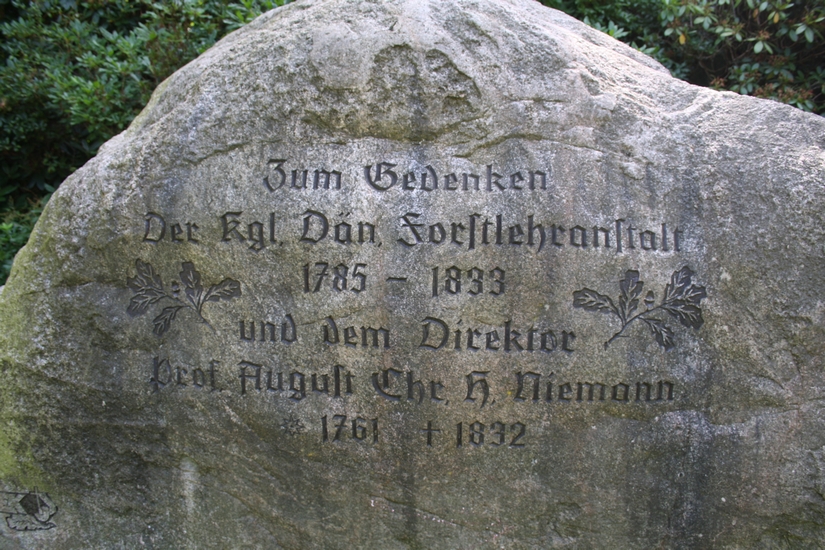 Zum Gedenken
Der Kgl. Dän. Forstlehranstalt
1785 – 1833
und dem Direktor
Prof. August Chr. H. Niemann
* 1761 † 1832